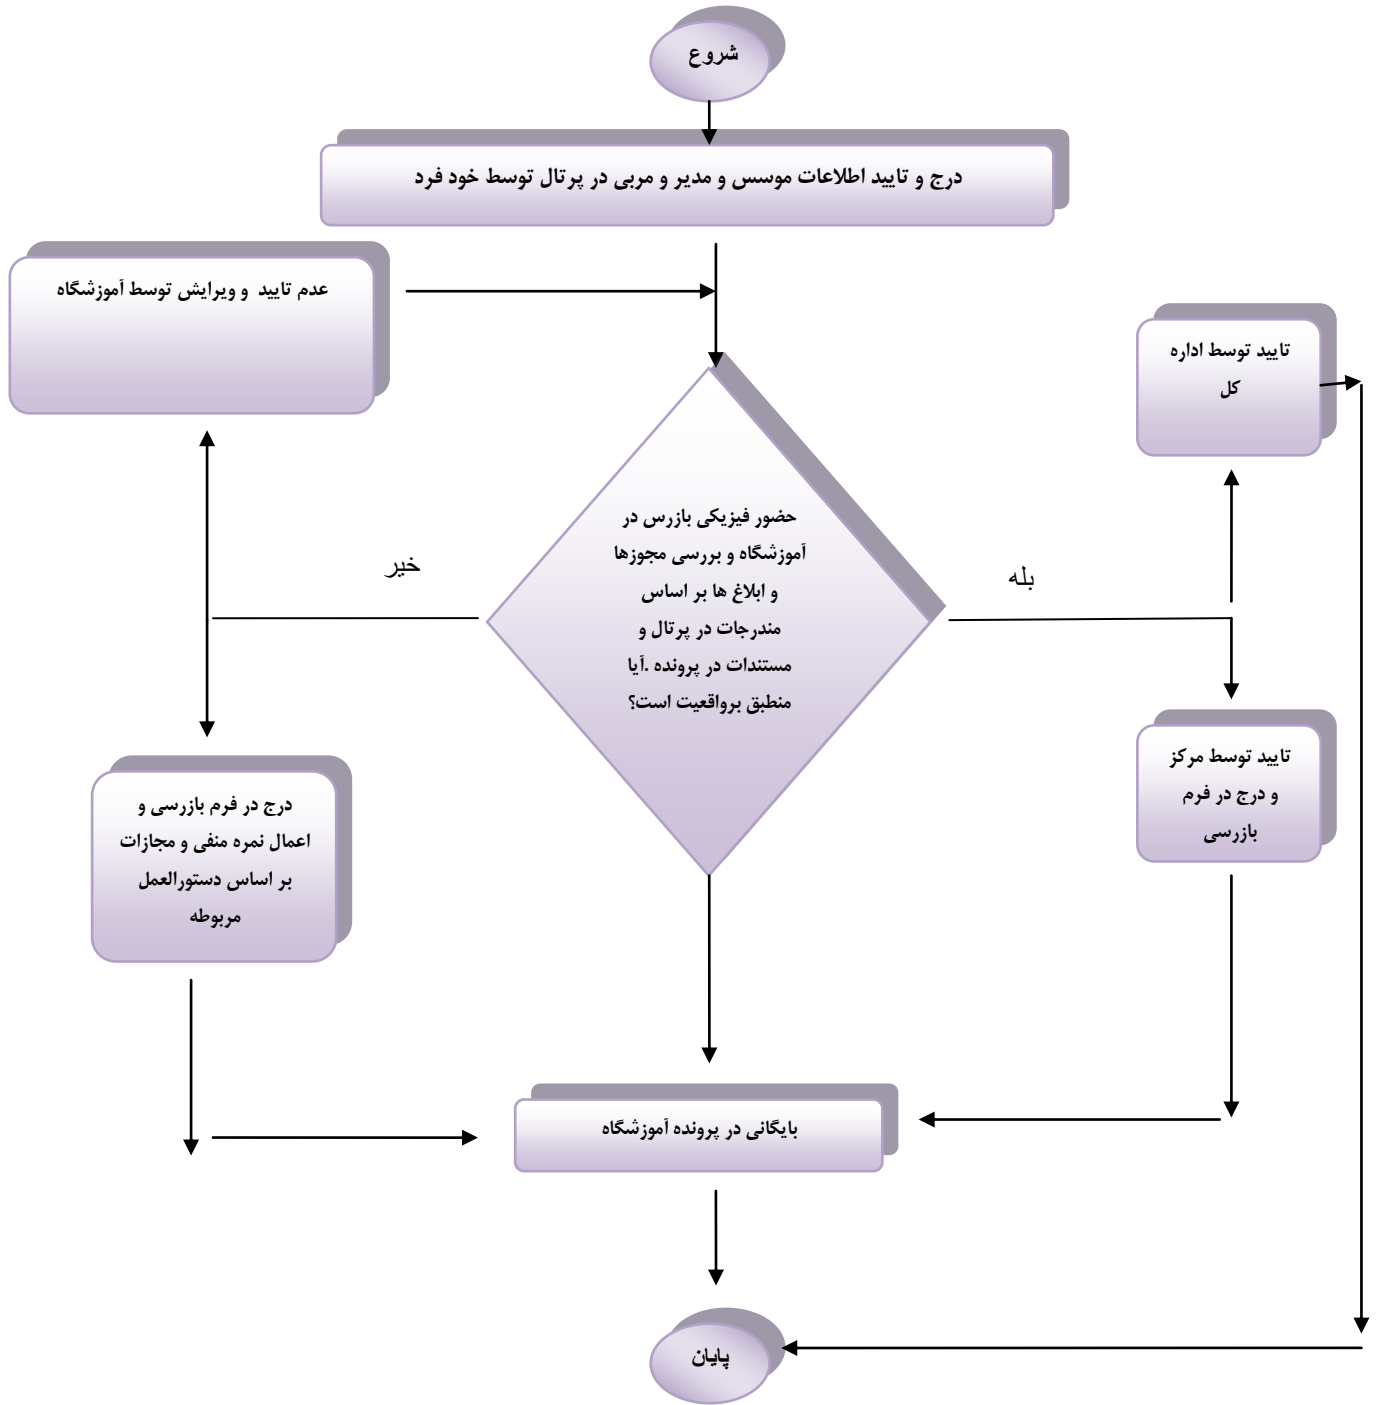 شروع
درج و تایید اطلاعات موسس و مدیر و مربی در پرتال توسط خود فرد
عدم تایید و ویرایش توسط آموزشگاه
تایید توسط اداره
کل
حضور فیزیکی بازرس در
آموزشگاه و بررسی مجوزها
و ابلاغ ها بر اساس
مندرجات در پرتال و
مستندات در پرونده .آیا
منطبق برواقعیت است؟
بله
خیر
تایید توسط مرکز
و درج در فرم
بازرسی
درج در فرم بازرسی و
اعمال نمره منفی و مجازات
بر اساس دستورالعمل
مربوطه
بایگانی در پرونده آموزشگاه
پایان